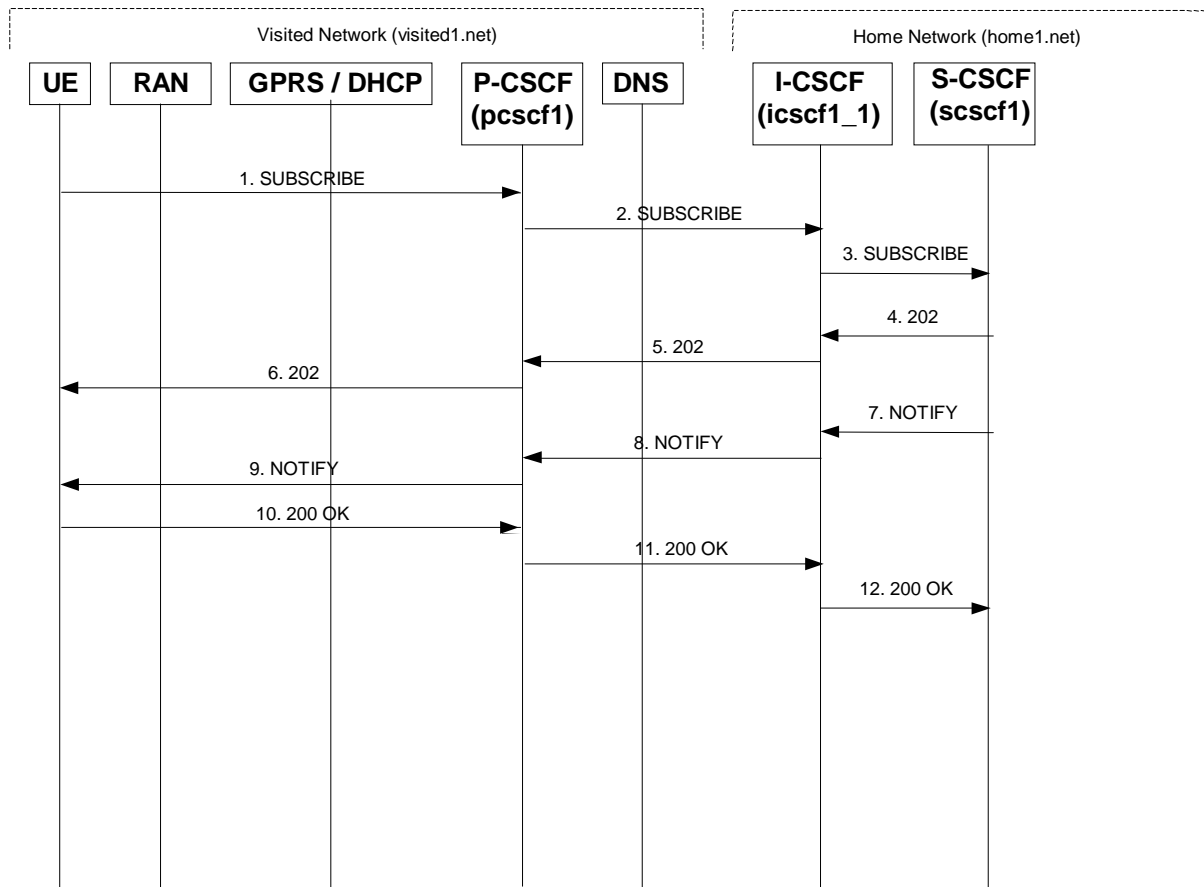 Visited Network (visited1.net)
Home Network (home1.net)
UE
RAN
GPRS / DHCP
P-CSCF
(pcscf1)
DNS
I-CSCF
(icscf1_1)
S-CSCF
(scscf1)
1. SUBSCRIBE
2. SUBSCRIBE
3. SUBSCRIBE
4. 202
5. 202
6. 202
7. NOTIFY
8. NOTIFY
9. NOTIFY
10. 200 OK
11. 200 OK
12. 200 OK